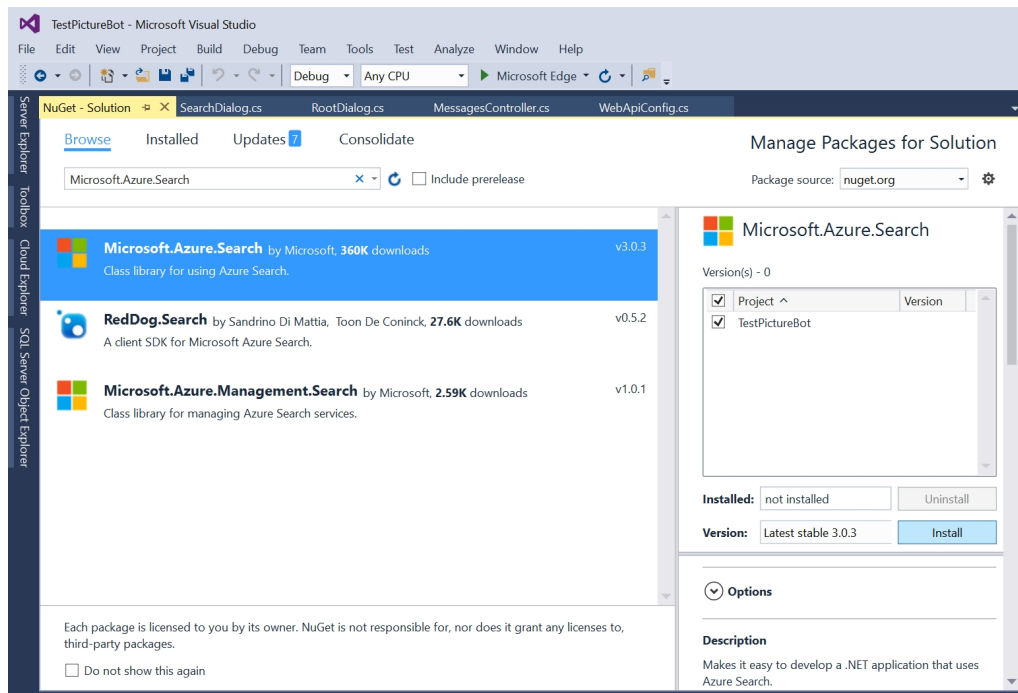 TestPictureBot - Microsoft Visual Studio
File Edit View Project Build Debug Team Tools Test Analyze Window Help
Debug Any CPU Microsoft Edge
NuGet - Solution SearchDialog.cs RootDialog.cs MessagesController.cs WebApiConfig.cs
Server Explorer
Toolbox
Cloud Explorer
SQL Server Object Explorer
Browse Installed Updates 7 Consolidate
Manage Packages for Solution
Microsoft.Azure.Search Include prerelease
Package source: nuget.org
Microsoft.Azure.Search by Microsoft, 360K downloads v3.0.3
Class library for using Azure Search.
RedDog.Search by Sandrino Di Mattia, Toon De Coninck, 27.6K downloads v0.5.2
A client SDK for Microsoft Azure Search.
Microsoft.Azure.Management.Search by Microsoft, 2.59K downloads v1.0.1
Class library for managing Azure Search services.
Each package is licensed to you by its owner. NuGet is not responsible for, nor does it grant any licenses to,
third-party packages.
Do not show this again
Microsoft.Azure.Search
Version(s) - 0
Project Version
TestPictureBot
Installed: not installed Uninstall
Version: Latest stable 3.0.3 Install
Options
Description
Makes it easy to develop a .NET application that uses
Azure Search.